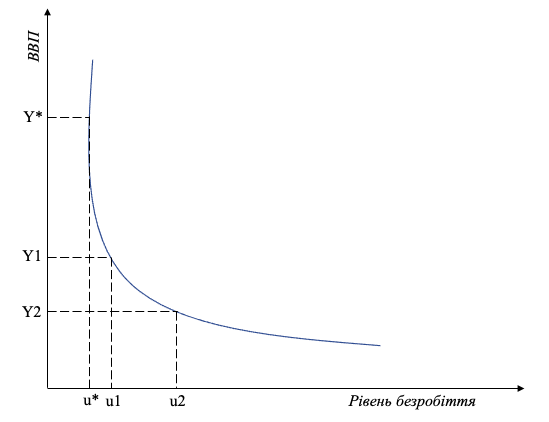 ВВП
Y*
Y1
Y2
u* u1 u2
Рівень безробіття